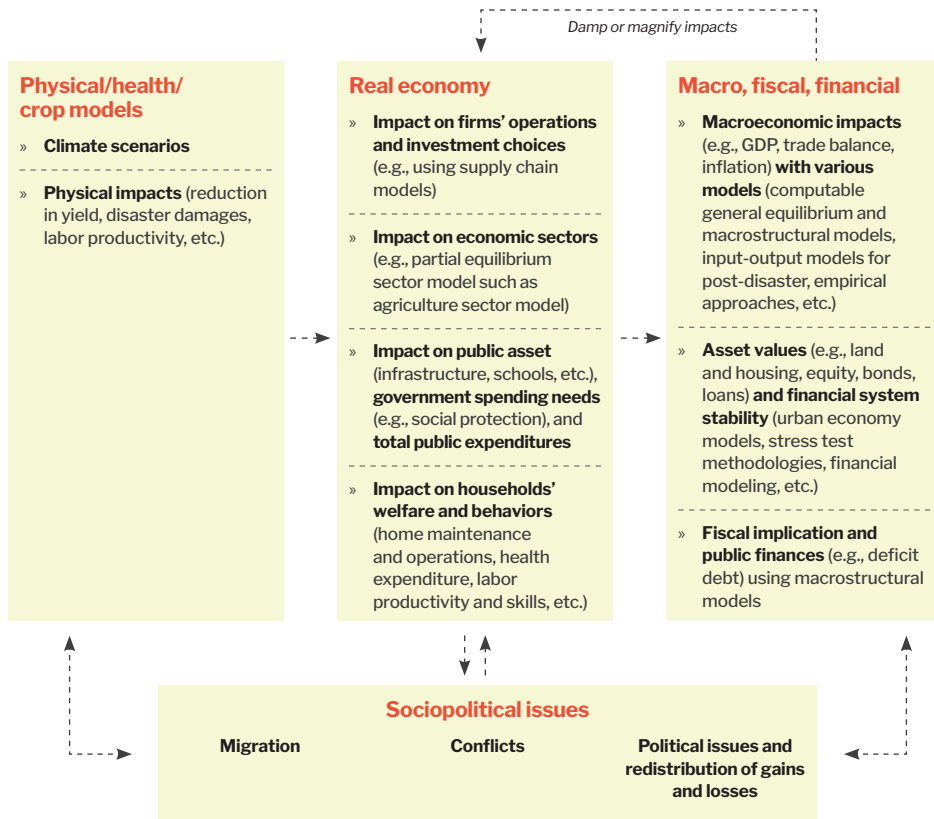 Damp or magnify impacts
Physical/health/
crop models
» Climate scenarios
» Physical impacts (reduction
in yield, disaster damages,
labor productivity, etc.)
Real economy
» Impact on firms' operations
and investment choices
(e.g., using supply chain
models)
» Impact on economic sectors
(e.g., partial equilibrium
sector model such as
agriculture sector model)
» Impact on public asset
(infrastructure, schools, etc.),
government spending needs
(e.g., social protection), and
total public expenditures
» Impact on households'
welfare and behaviors
(home maintenance
and operations, health
expenditure, labor
productivity and skills, etc.)
Macro, fiscal, financial
» Macroeconomic impacts
(e.g., GDP, trade balance,
inflation) with various
models (computable
general equilibrium and
macrostructural models,
input-output models for
post-disaster, empirical
approaches, etc.)
» Asset values (e.g., land
and housing, equity, bonds,
loans) and financial system
stability (urban economy
models, stress test
methodologies, financial
modeling, etc.)
» Fiscal implication and
public finances (e.g., deficit
debt) using macrostructural
models
Sociopolitical issues
Migration
Conflicts
Political issues and
redistribution of gains
and losses